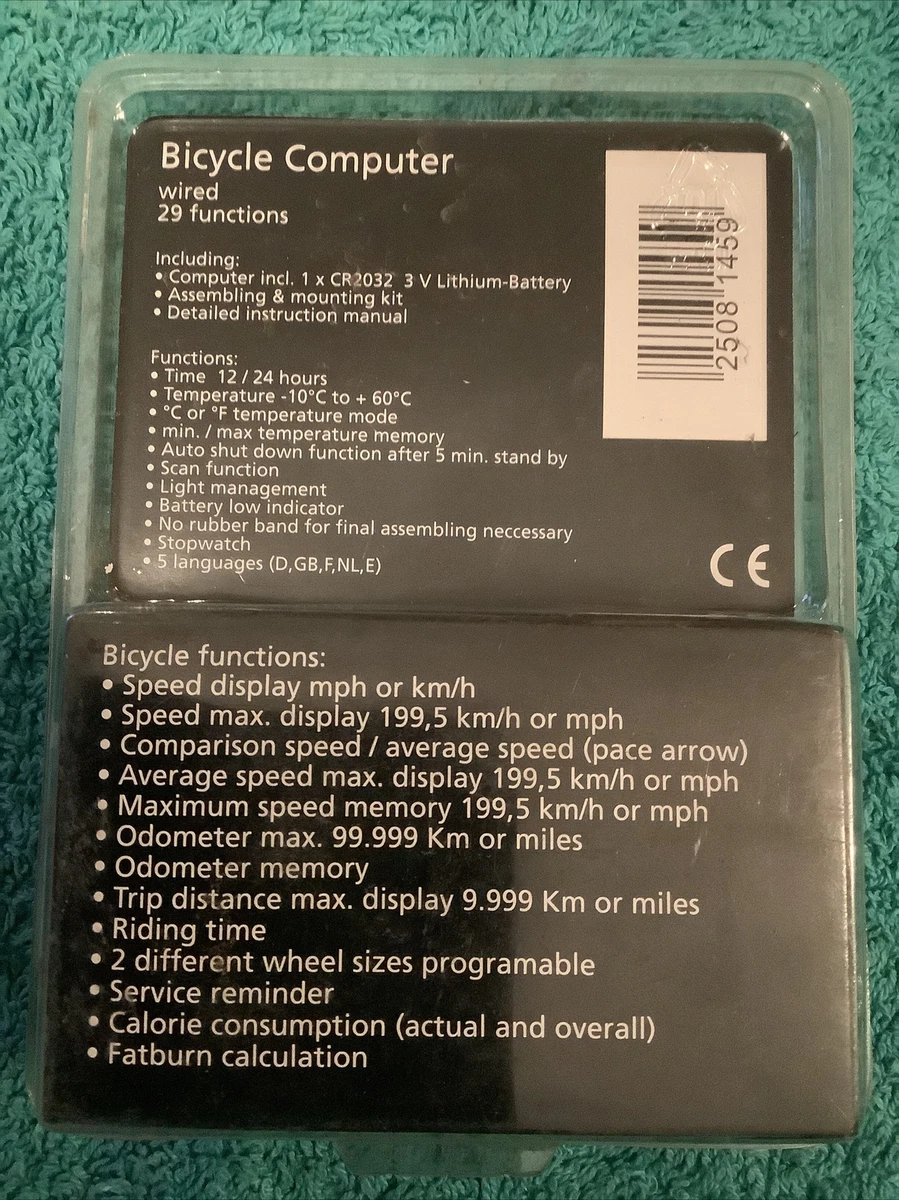 Bicycle Computer
wired
29 functions
Including:
• Computer incl. 1 x CR2032 3 V Lithium-Battery
• Assembling & mounting kit
• Detailed instruction manual
Functions:
• Time 12 / 24 hours
• Temperature -10°C to + 60°C
• °C or °F temperature mode
• min. / max temperature memory
• Auto shut down function after 5 min. stand by
• Scan function
• Light management
• Battery low indicator
• No rubber band for final assembling neccessary
• Stopwatch
• 5 languages (D,GB,F,NL,E)
2508 1459
CE
Bicycle functions:
• Speed display mph or km/h
• Speed max. display 199,5 km/h or mph
• Comparison speed / average speed (pace arrow)
• Average speed max. display 199,5 km/h or mph
• Maximum speed memory 199,5 km/h or mph
• Odometer max. 99.999 Km or miles
• Odometer memory
• Trip distance max. display 9.999 Km or miles
• Riding time
• 2 different wheel sizes programable
• Service reminder
• Calorie consumption (actual and overall)
• Fatburn calculation